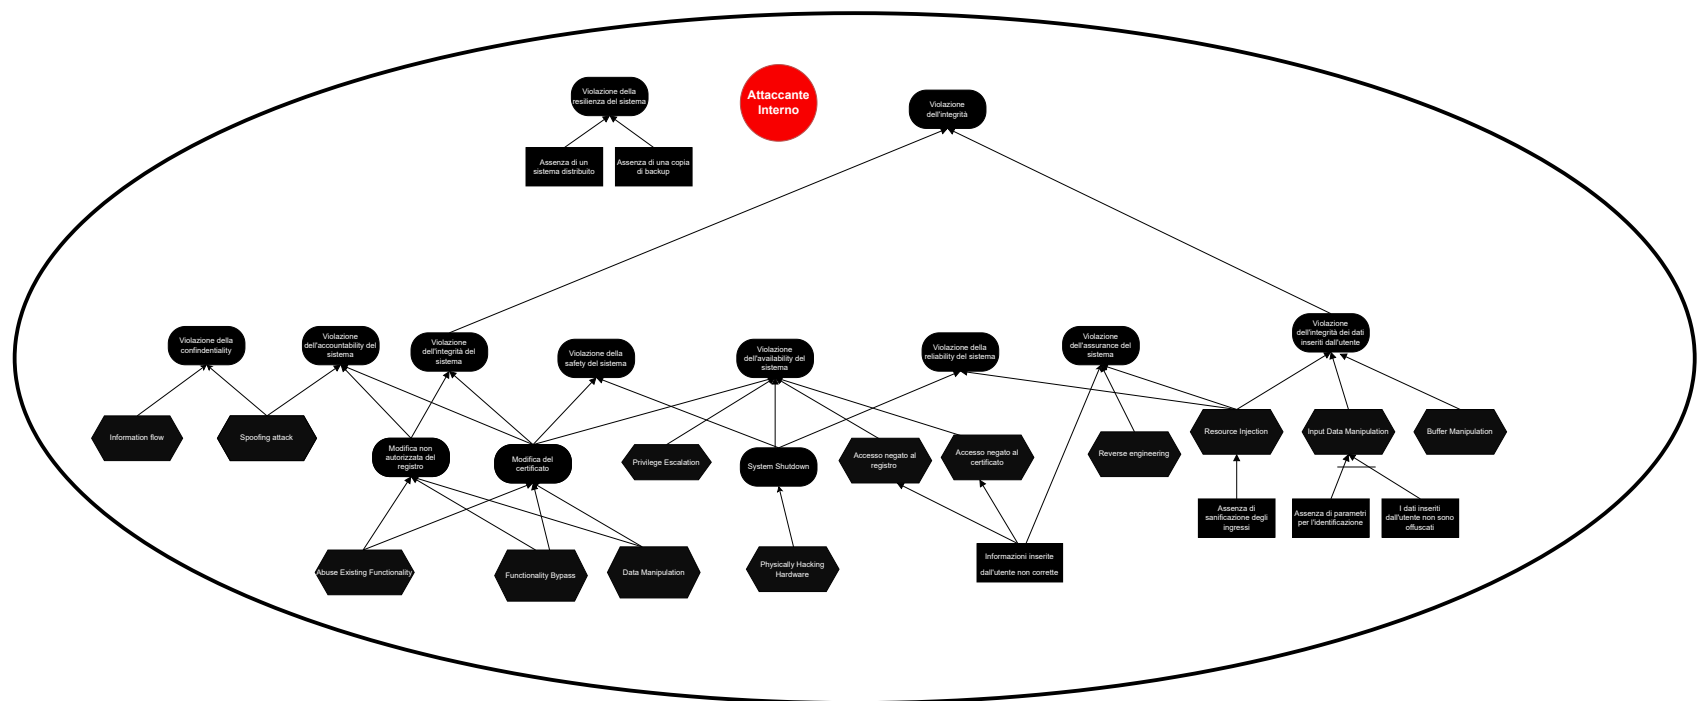 Violazione della
resilienza del sistema
Attaccante
Interno
Violazione
dell'integrità
Assenza di un
sistema distribuito
Assenza di una copia
di backup
Violazione della
confindentiality
Violazione
dell'accountability del
sistema
Violazione
dell'integrità del
sistema
Violazione della
safety del sistema
Violazione
dell'availability del
sistema
Violazione della
reliability del sistema
Violazione
dell'assurance del
sistema
Violazione
dell'integrità dei dati
inseriti dall'utente
Information flow
Spoofing attack
Modifica non
autorizzata del
registro
Modifica del
certificato
Privilege Escalation
System Shutdown
Accesso negato al
registro
Accesso negato al
certificato
Reverse engineering
Resource Injection
Input Data Manipulation
Buffer Manipulation
Assenza di
sanificazione degli
ingressi
Assenza di parametri
per l'identificazione
I dati inseriti
dall'utente non sono
offuscati
Abuse Existing Functionality
Functionality Bypass
Data Manipulation
Physically Hacking
Hardware
Informazioni inserite
dall'utente non corrette